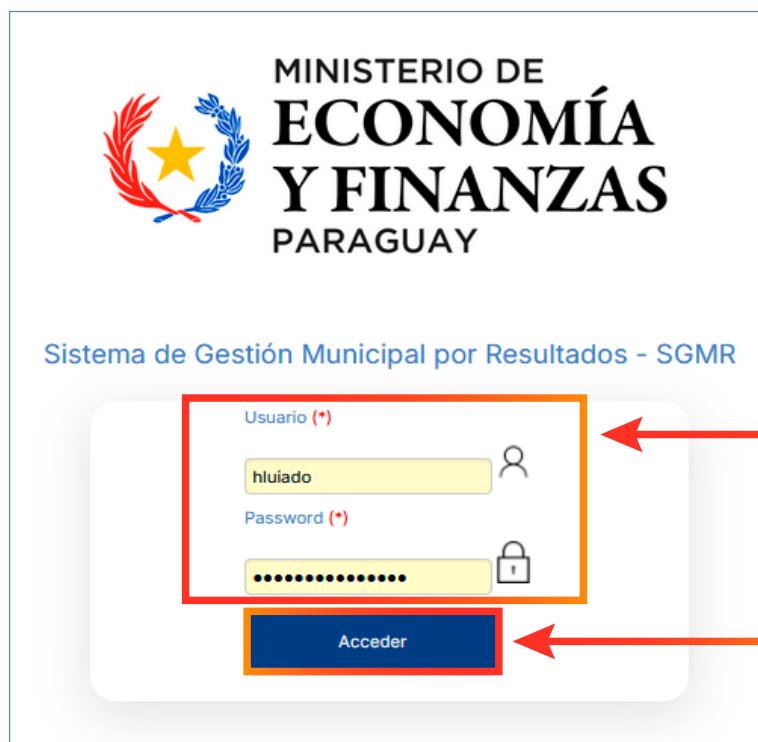 MINISTERIO DE
ECONOMÍA
Y FINANZAS
PARAGUAY
Sistema de Gestión Municipal por Resultados - SGMR
Usuario (*)
hluiado
Password (*)
•••••••••••••••
Acceder